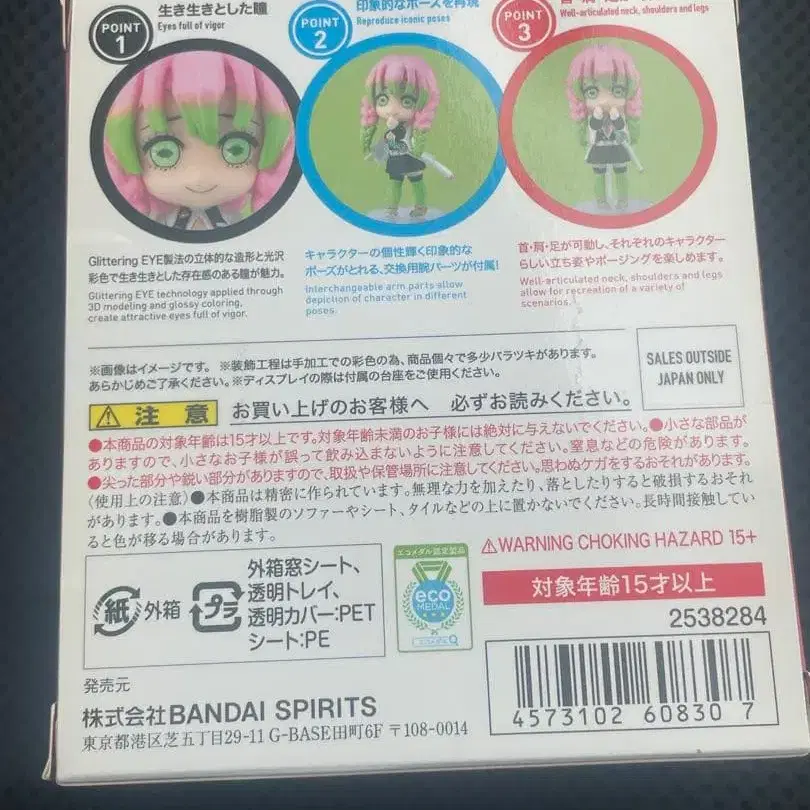 POINT 1
生き生きとした瞳
Eyes full of vigor
POINT 2
印象的なポーズを再現
Reproduce iconic poses
POINT 3
Well-articulated neck, shoulders and legs
Glittering EYE製法の立体的な造形と光沢
彩色で生き生きとした存在感のある瞳が魅力。
Glittering EYE technology applied through
3D modeling and glossy coloring,
create attractive eyes full of vigor.
キャラクターの個性輝く印象的な
ポーズがとれる、交換用腕パーツが付属!
Interchangeable arm parts allow
depiction of character in different
poses.
首・肩・足が可動し、それぞれのキャラクター
らしい立ち姿やポージングを楽しめます。
Well-articulated neck, shoulders and legs
allow for recreation of a variety of
scenarios.
※画像はイメージです。 ※装飾工程は手加工での彩色の為、商品個々で多少バラツキがあります。
あらかじめご了承ください。※ディスプレイの際は付属の台座をご使用ください。
SALES OUTSIDE
JAPAN ONLY
注意 お買い上げのお客様へ 必ずお読みください。
●本商品の対象年齢は15才以上です。対象年齢未満のお子様には絶対に与えないでください。●小さな部品が
ありますので、小さなお子様が誤って飲み込まないように注意してください。窒息などの危険があります。
●尖った部分や鋭い部分がありますので、取扱や保管場所に注意してください。思わぬケガをするおそれがあります。
〈使用上の注意〉●本商品は精密に作られています。無理な力を加えたり、落としたりすると破損するおそれ
があります。●本商品を樹脂製のソファーやシート、タイルなどの上に置かないでください。長時間接触してい
ると色が移る場合があります。
紙 外箱
プラ
外箱窓シート、
透明トレイ、
透明カバー:PET
シート:PE
エコメダル認定製品
eco
MEDAL
⚠WARNING CHOKING HAZARD 15+
対象年齢15才以上
2538284
4573102 60830 7
発売元
株式会社BANDAI SPIRITS
東京都港区芝五丁目29-11 G-BASE田町6F 〒108-0014